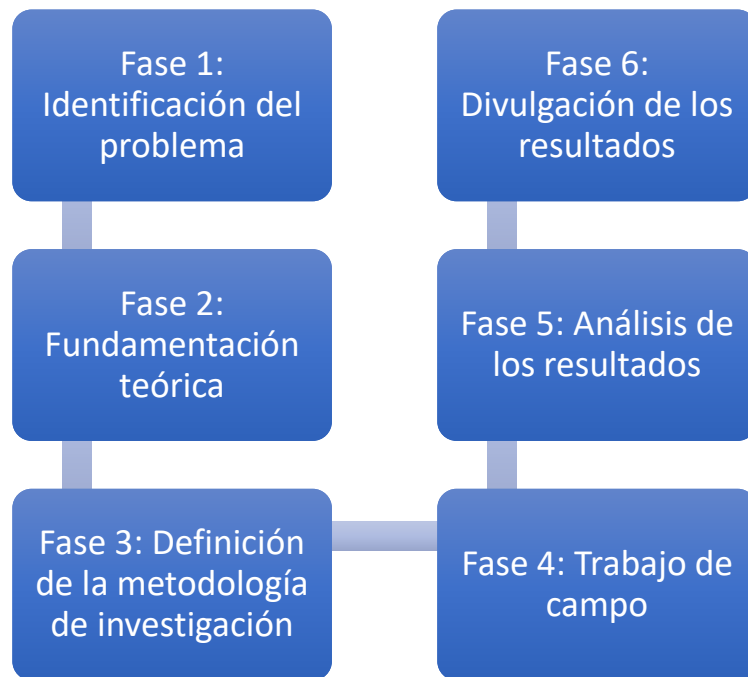 Fase 1:
Identificación del
problema
Fase 2:
Fundamentación
teórica
Fase 3: Definición
de la metodología
de investigación
Fase 4: Trabajo de
campo
Fase 5: Análisis de
los resultados
Fase 6:
Divulgación de los
resultados